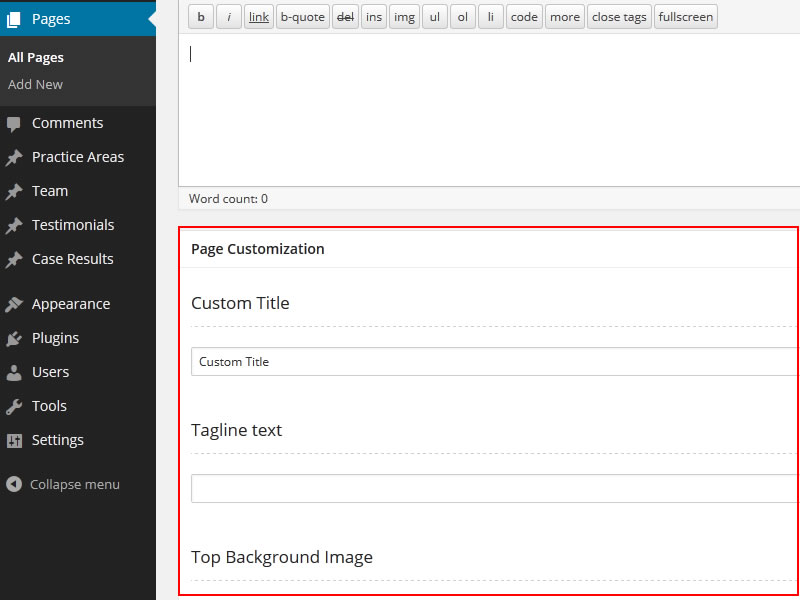 Pages
All Pages
Add New
Comments
Practice Areas
Team
Testimonials
Case Results
Appearance
Plugins
Users
Tools
Settings
Collapse menu
b i link b-quote del ins img ul ol li code more close tags fullscreen
Word count: 0
Page Customization
Custom Title
Custom Title
Tagline text
Top Background Image